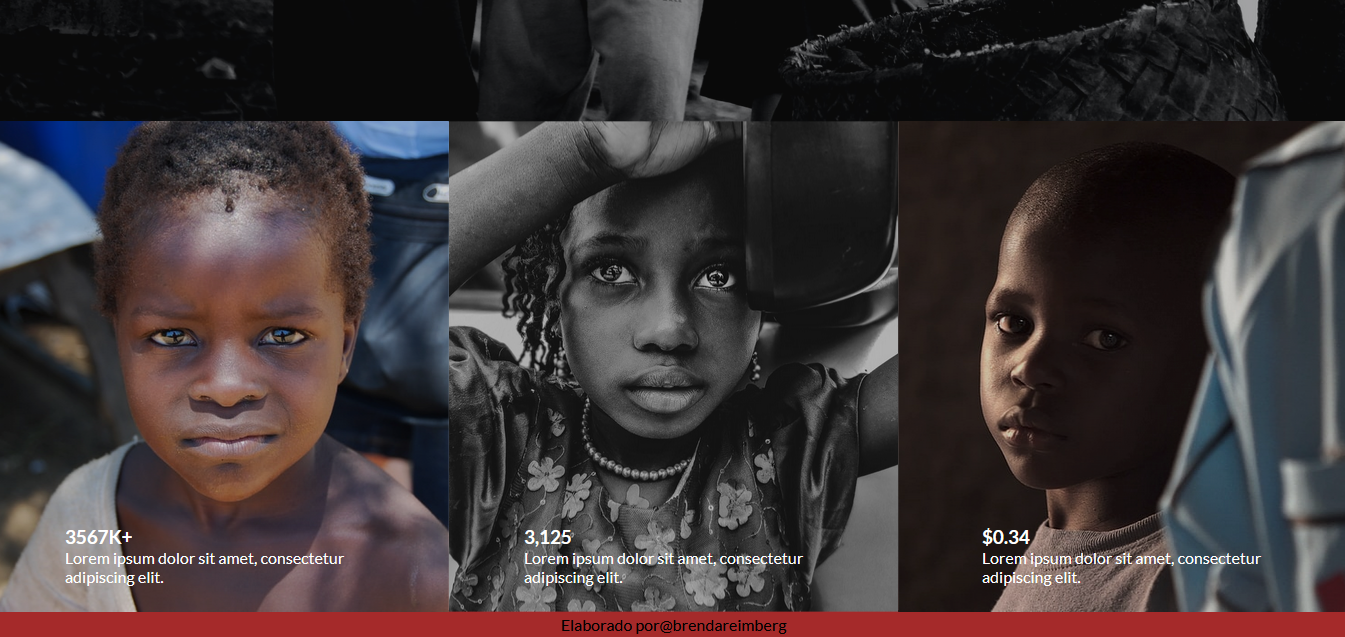 3567K+
Lorem ipsum dolor sit amet, consectetur
adipiscing elit.
3,125
Lorem ipsum dolor sit amet, consectetur
adipiscing elit.
$0.34
Lorem ipsum dolor sit amet, consectetur
adipiscing elit.
Elaborado por@brendareimberg